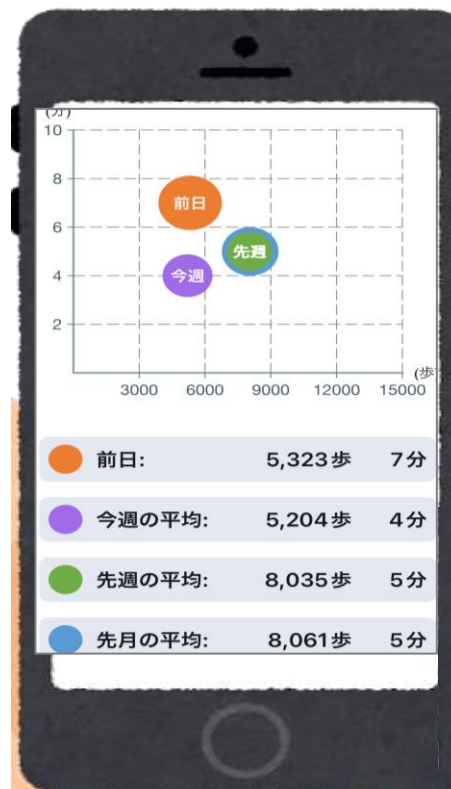 (分)
10
8
6
4
2
前日
先週
今週
3000 6000 9000 12000 15000
(歩
前日: 5,323歩 7分
今週の平均: 5,204歩 4分
先週の平均: 8,035歩 5分
先月の平均: 8,061歩 5分